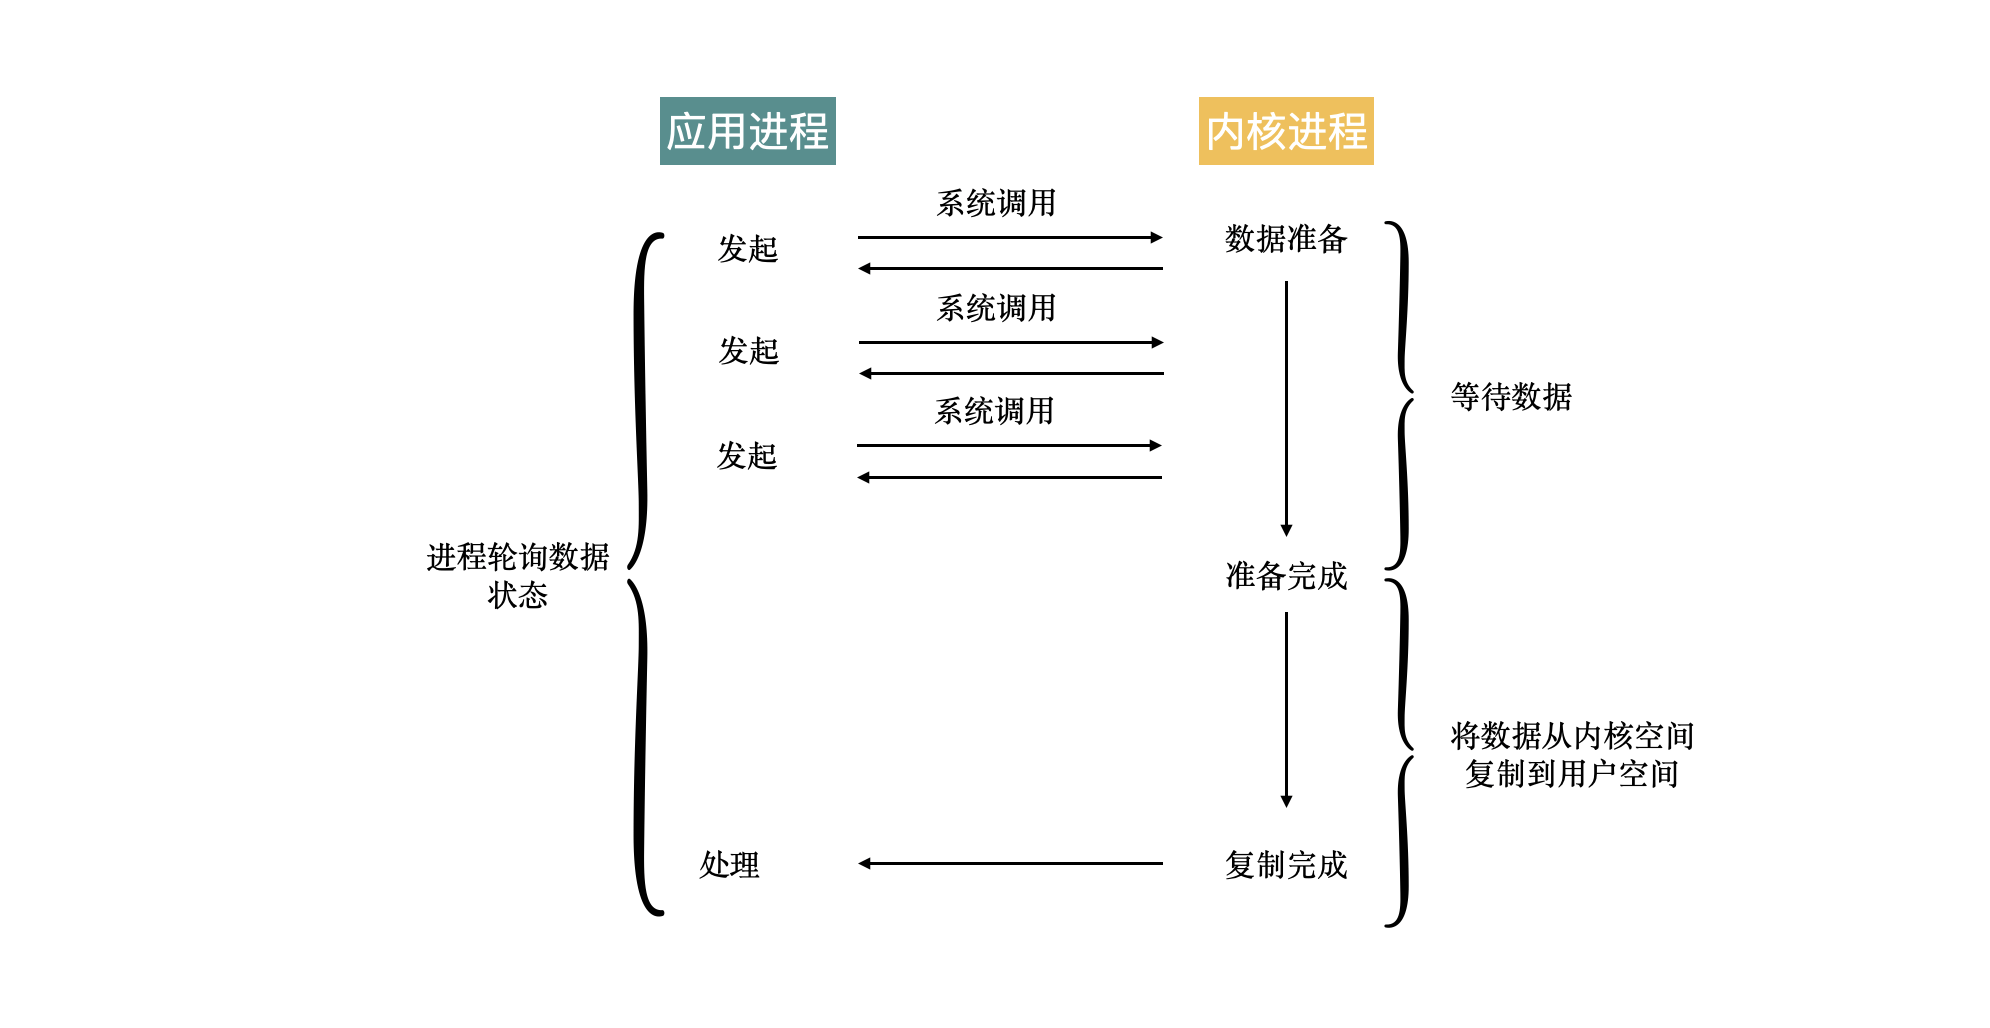 应用进程
内核进程
系统调用
发起
数据准备
系统调用
发起
等待数据
系统调用
发起
进程轮询数据
状态
准备完成
将数据从内核空间
复制到用户空间
处理
复制完成